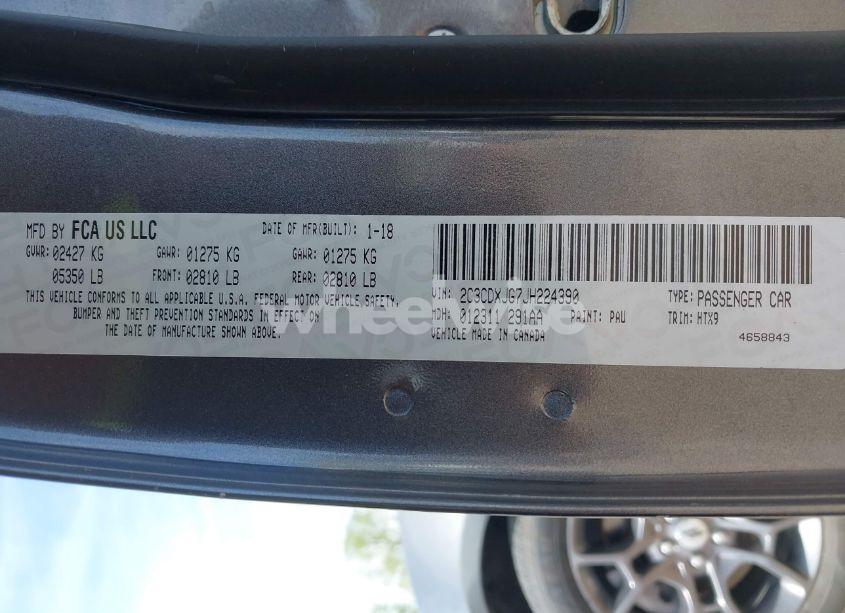 MFD BY FCA US LLC DATE OF MFR(BUILT): 1-18
GVWR: 02427 KG GAWR: 01275 KG GAWR: 01275 KG
05350 LB FRONT: 02810 LB REAR: 02810 LB
THIS VEHICLE CONFORMS TO ALL APPLICABLE U.S.A. FEDERAL MOTOR VEHICLE SAFETY,
BUMPER AND THEFT PREVENTION STANDARDS IN EFFECT ON
THE DATE OF MANUFACTURE SHOWN ABOVE.
VIN: 2C3CDXJG7JH224390 TYPE: PASSENGER CAR
MDH: 012311 291AA PAINT: PAU TRIM: HTX9
VEHICLE MADE IN CANADA 4658843